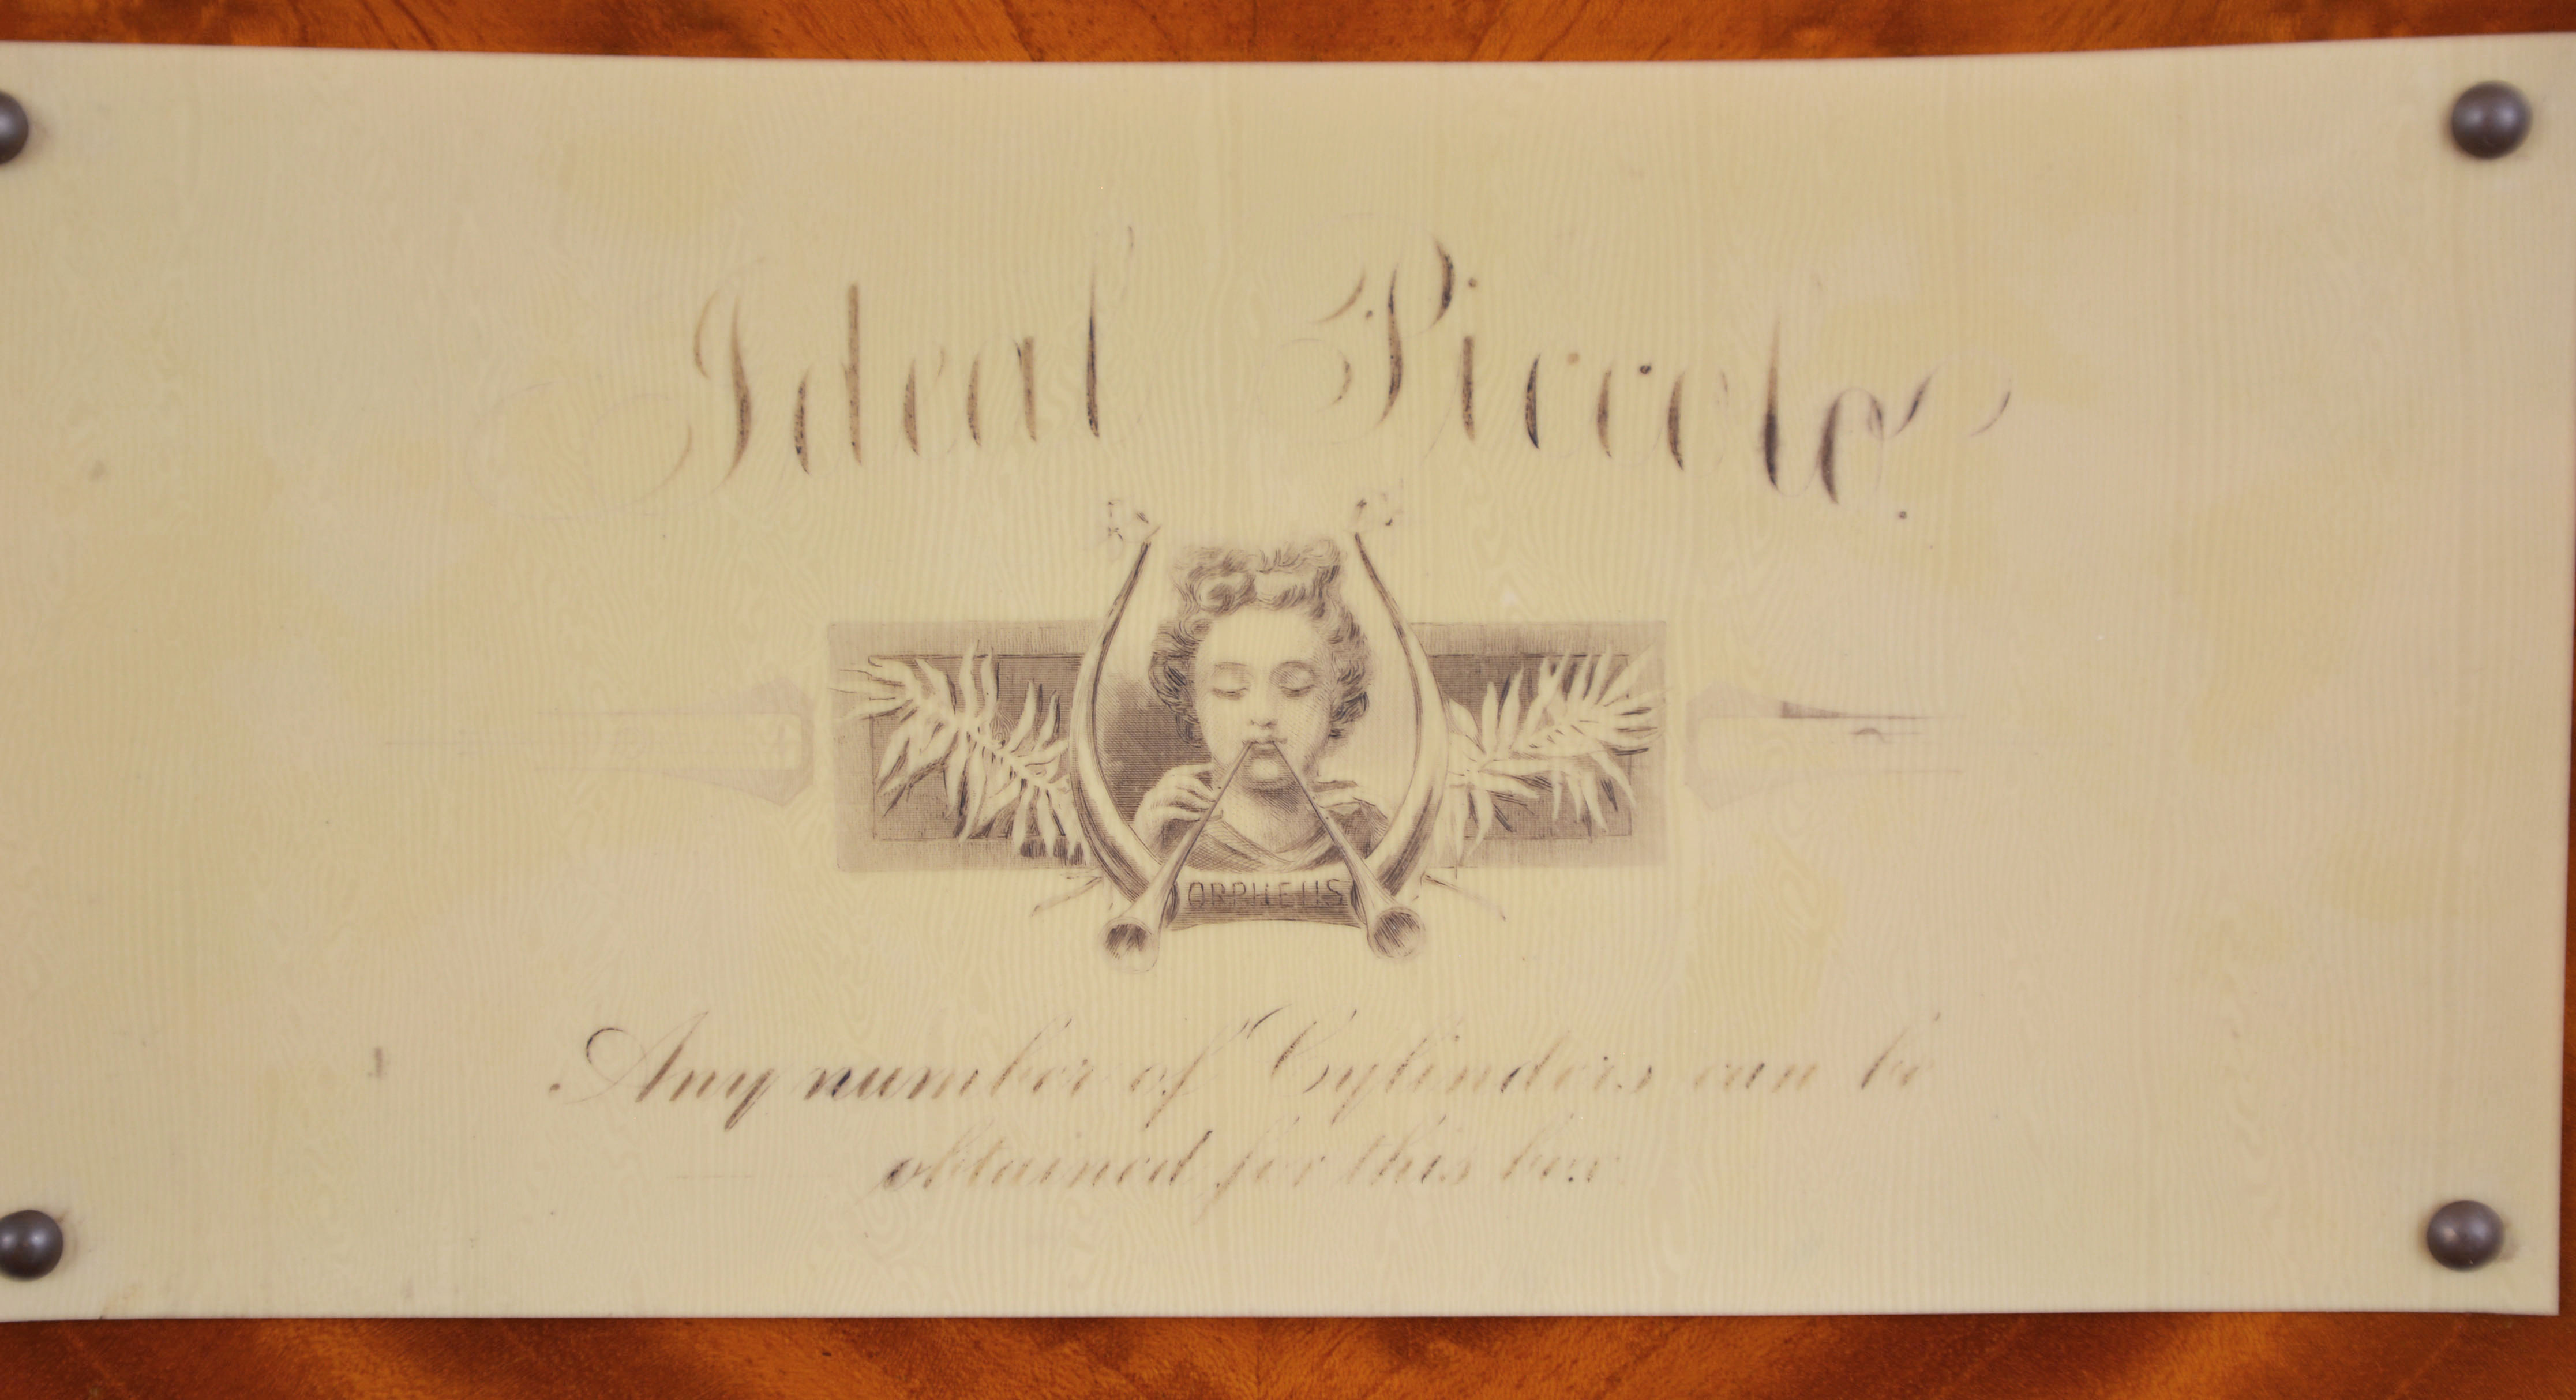 Ideal Piccolo.
ORPHEUS
Any number of Cylinders can be
obtained for this box